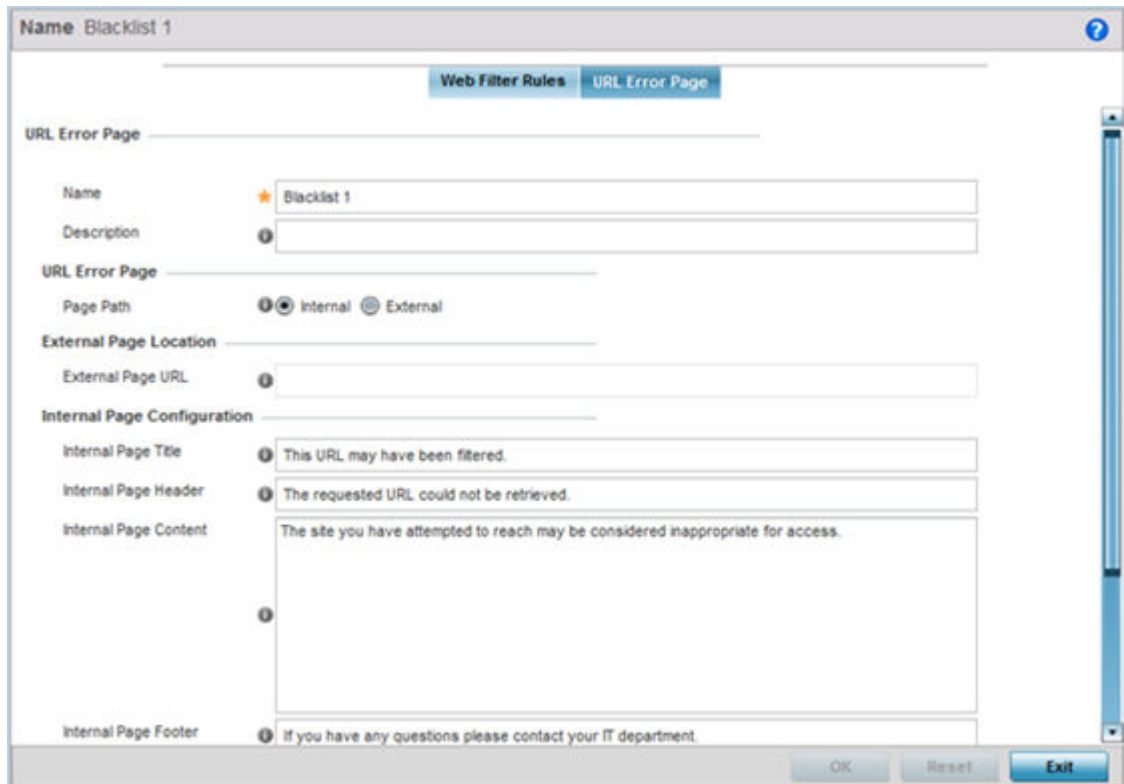 Name Blacklist 1
?
Web Filter Rules URL Error Page
URL Error Page
Name Blacklist 1
Description
URL Error Page
Page Path Internal External
External Page Location
External Page URL
Internal Page Configuration
Internal Page Title This URL may have been filtered.
Internal Page Header The requested URL could not be retrieved.
Internal Page Content The site you have attempted to reach may be considered inappropriate for access.
Internal Page Footer If you have any questions please contact your IT department.
OK Reset Exit